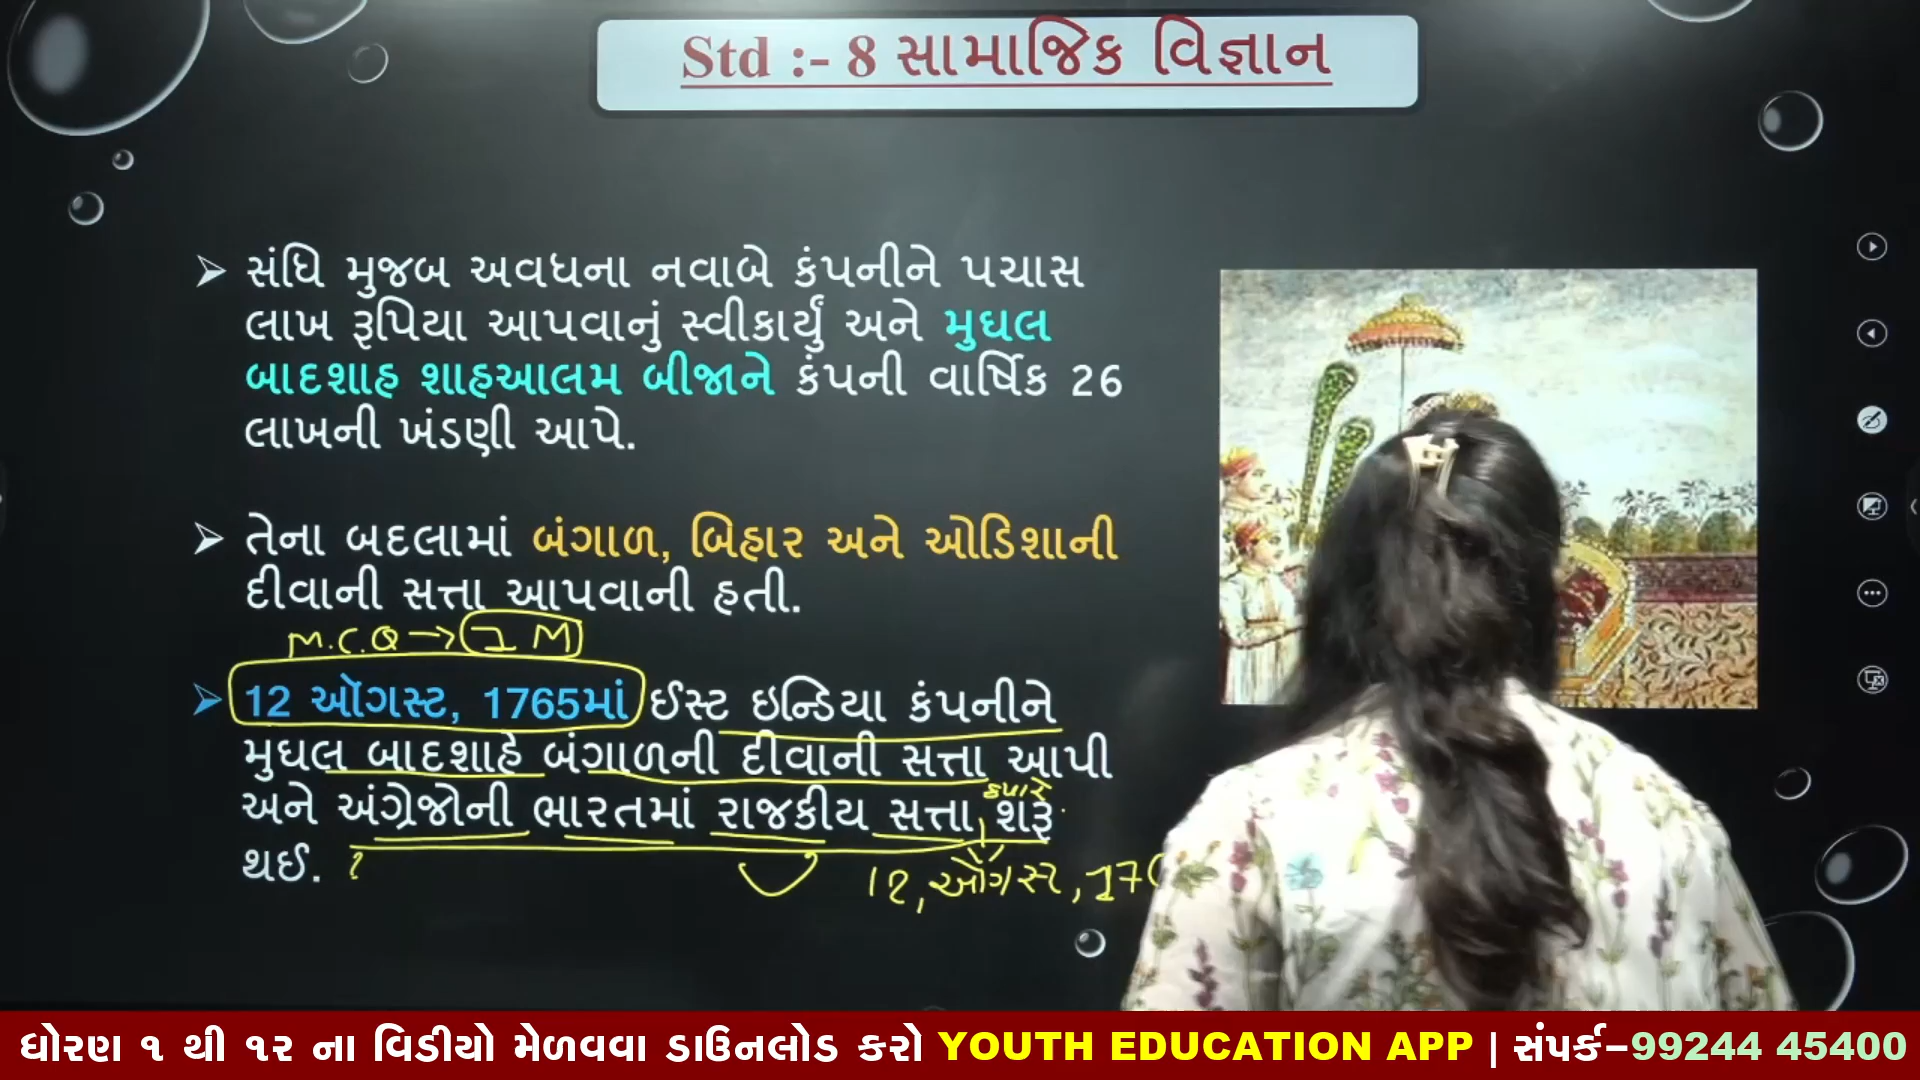 Std :- 8 સામાજિક વિજ્ઞાન
➢ સંધિ મુજબ અવધના નવાબે કંપનીને પચાસ
લાખ રૂપિયા આપવાનું સ્વીકાર્યું અને મુઘલ
બાદશાહ શાહઆલમ બીજાને કંપની વાર્ષિક 26
લાખની ખંડણી આપે.
➢ તેના બદલામાં બંગાળ, બિહાર અને ઓડિશાની
દીવાની સત્તા આપવાની હતી.
M.C.Q → 1 M
➢ 12 ઑગસ્ટ, 1765માં ઈસ્ટ ઇન્ડિયા કંપનીને
મુઘલ બાદશાહે બંગાળની દીવાની સત્તા આપી
ક્યારે
અને અંગ્રેજોની ભારતમાં રાજકીય સત્તા શરૂ
થઈ. ?
12, ઑગસ્ટ, 17
ધોરણ ૧ થી ૧૨ ના વિડીયો મેળવવા ડાઉનલોડ કરો YOUTH EDUCATION APP | સંપર્ક–99244 45400